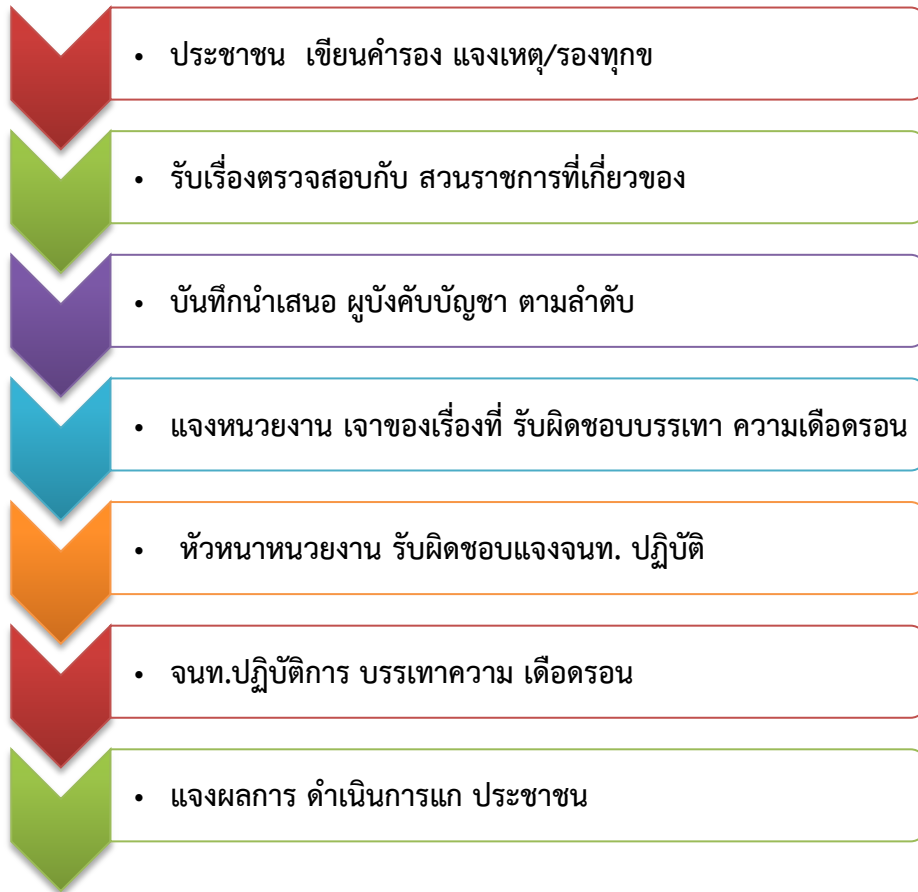 • ประชาชน เขียนคำรอง แจงเหตุ/รองทุกข
• รับเรื่องตรวจสอบกับ สวนราชการที่เกี่ยวของ
• บันทึกนำเสนอ ผูบังคับบัญชา ตามลำดับ
• แจงหนวยงาน เจาของเรื่องที่ รับผิดชอบบรรเทา ความเดือดรอน
• หัวหนาหนวยงาน รับผิดชอบแจงจนท. ปฏิบัติ
• จนท.ปฏิบัติการ บรรเทาความ เดือดรอน
• แจงผลการ ดำเนินการแก ประชาชน